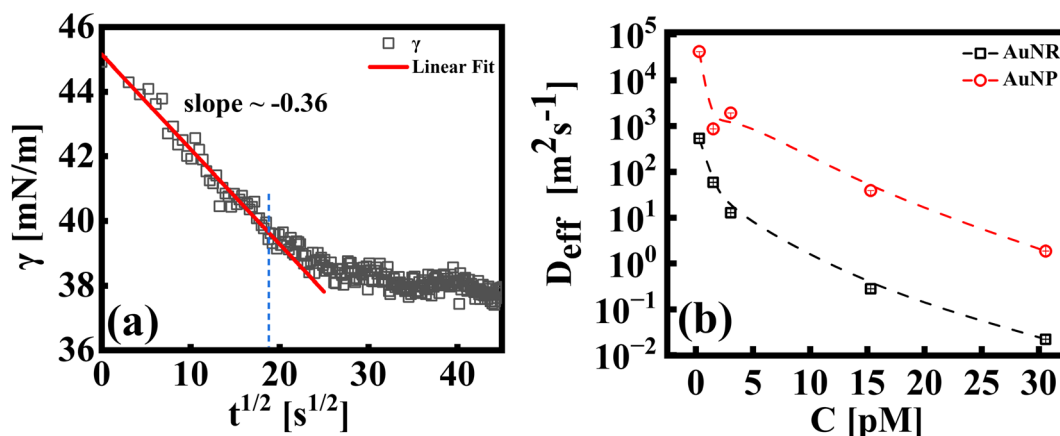 46
44
42
40
38
36
γ [mN/m]
γ
Linear Fit
slope ~ -0.36
(a)
0
10
20
30
40
t^1/2 [s^1/2]
10^5
10^4
10^3
10^2
10^1
10^0
10^-1
10^-2
D_eff [m^2s^-1]
AuNR
AuNP
(b)
0
5
10
15
20
25
30
C [pM]